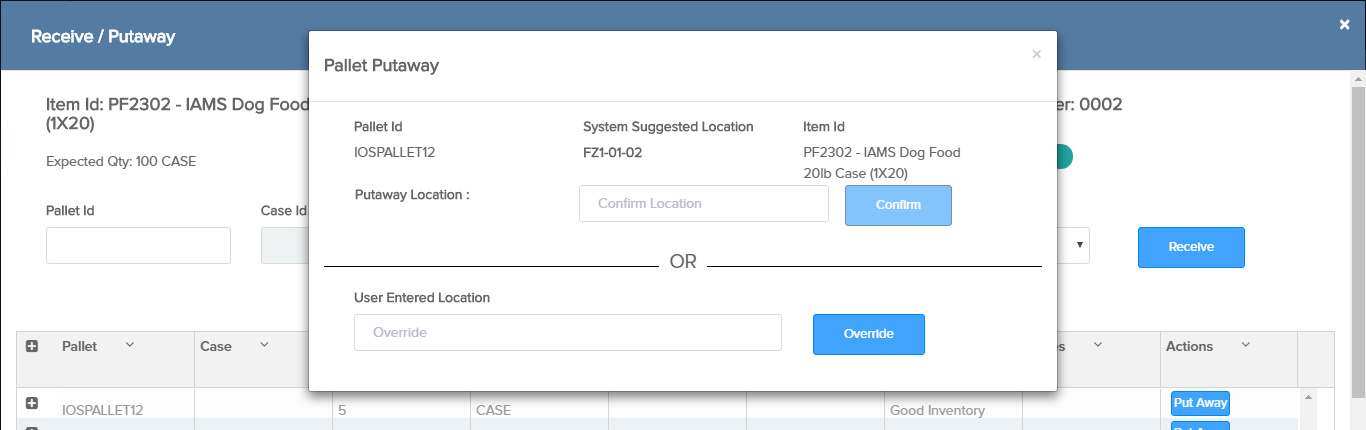 Receive / Putaway
×
Pallet Putaway
×
Item Id: PF2302 - IAMS Dog Food
(1X20)
er: 0002
Expected Qty: 100 CASE
Pallet Id
System Suggested Location
Item Id
IOSPALLET12
FZ1-01-02
PF2302 - IAMS Dog Food
20lb Case (1X20)
Putaway Location :
Confirm Location
Confirm
Pallet Id
Case Id
Receive
OR
User Entered Location
Override
Override
Pallet
Case
Actions
IOSPALLET12
5
CASE
Good Inventory
Put Away